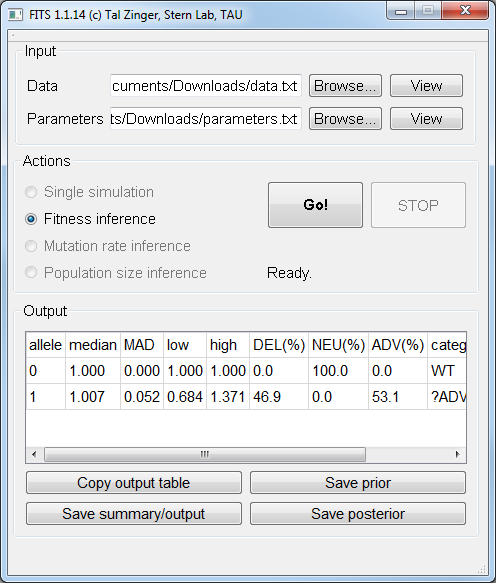 FITS 1.1.14 (c) Tal Zinger, Stern Lab, TAU
Input
Data cuments/Downloads/data.txt Browse... View
Parameters ts/Downloads/parameters.txt Browse... View
Actions
Single simulation
Fitness inference
Mutation rate inference
Population size inference
Go! STOP
Ready.
Output
allele median MAD low high DEL(%) NEU(%) ADV(%) categ
0 1.000 0.000 1.000 1.000 0.0 100.0 0.0 WT
1 1.007 0.052 0.684 1.371 46.9 0.0 53.1 ?ADV
Copy output table Save prior
Save summary/output Save posterior